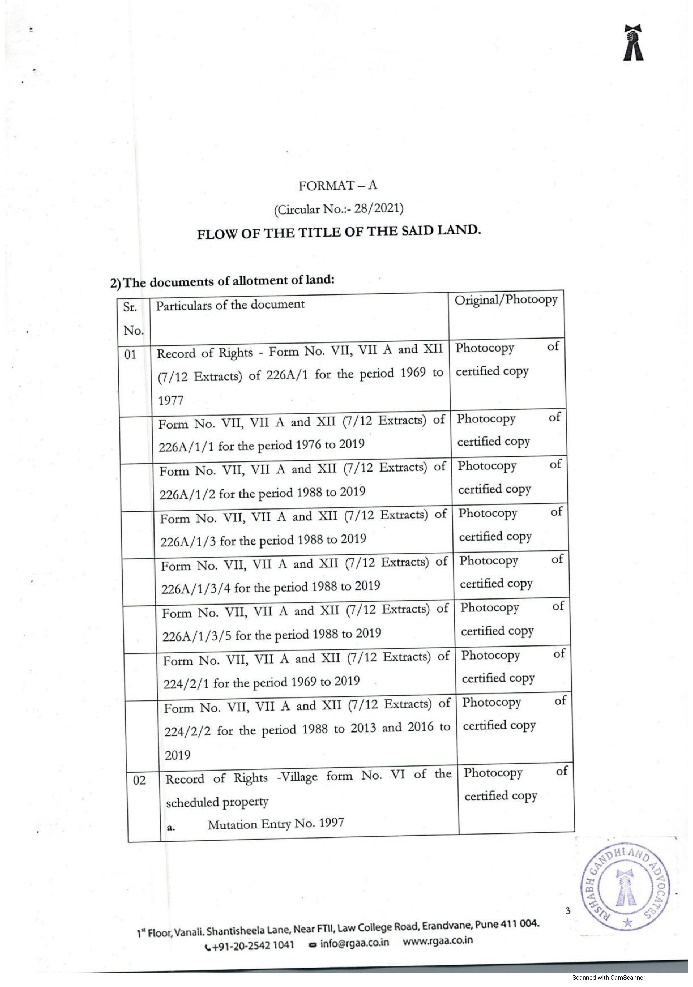 FORMAT – A
(Circular No.:- 28/2021)
FLOW OF THE TITLE OF THE SAID LAND.
2)The documents of allotment of land:
Sr. Particulars of the document Original/Photoopy
No.
01 Record of Rights - Form No. VII, VII A and XII Photocopy of
(7/12 Extracts) of 226A/1 for the period 1969 to certified copy
1977
Form No. VII, VII A and XII (7/12 Extracts) of Photocopy of
226A/1/1 for the period 1976 to 2019 certified copy
Form No. VII, VII A and XII (7/12 Extracts) of Photocopy of
226A/1/2 for the period 1988 to 2019 certified copy
Form No. VII, VII A and XII (7/12 Extracts) of Photocopy of
226A/1/3 for the period 1988 to 2019 certified copy
Form No. VII, VII A and XII (7/12 Extracts) of Photocopy of
226A/1/3/4 for the period 1988 to 2019 certified copy
Form No. VII, VII A and XII (7/12 Extracts) of Photocopy of
226A/1/3/5 for the period 1988 to 2019 certified copy
Form No. VII, VII A and XII (7/12 Extracts) of Photocopy of
224/2/1 for the period 1969 to 2019 certified copy
Form No. VII, VII A and XII (7/12 Extracts) of Photocopy of
224/2/2 for the period 1988 to 2013 and 2016 to certified copy
2019
02 Record of Rights -Village form No. VI of the Photocopy of
scheduled property certified copy
a. Mutation Entry No. 1997
RISHABH GANDHI AND ADVOCATES
3
1st Floor, Vanali. Shantisheela Lane, Near FTII, Law College Road, Erandvane, Pune 411 004.
+91-20-2542 1041 info@rgaa.co.in www.rgaa.co.in
Scanned with CamScanner